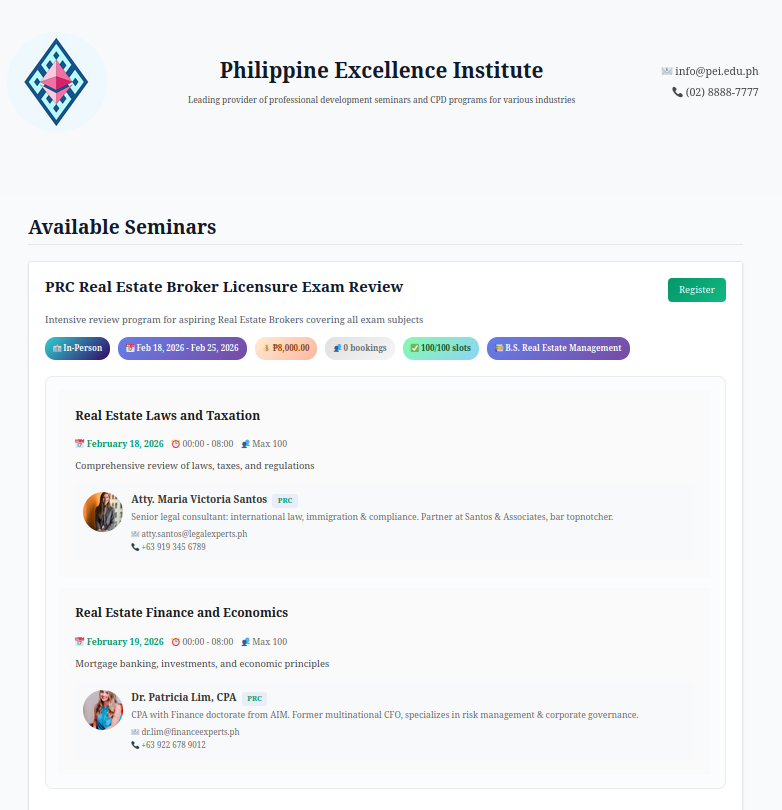 Philippine Excellence Institute
Leading provider of professional development seminars and CPD programs for various industries
info@pei.edu.ph
(02) 8888-7777
Available Seminars
PRC Real Estate Broker Licensure Exam Review
Register
Intensive review program for aspiring Real Estate Brokers covering all exam subjects
In-Person
Feb 18, 2026 - Feb 25, 2026
₱8,000.00
0 bookings
100/100 slots
B.S. Real Estate Management
Real Estate Laws and Taxation
February 18, 2026 00:00 - 08:00 Max 100
Comprehensive review of laws, taxes, and regulations
Atty. Maria Victoria Santos PRC
Senior legal consultant: international law, immigration & compliance. Partner at Santos & Associates, bar topnotcher.
atty.santos@legalexperts.ph
+63 919 345 6789
Real Estate Finance and Economics
February 19, 2026 00:00 - 08:00 Max 100
Mortgage banking, investments, and economic principles
Dr. Patricia Lim, CPA PRC
CPA with Finance doctorate from AIM. Former multinational CFO, specializes in risk management & corporate governance.
dr.lim@financeexperts.ph
+63 922 678 9012